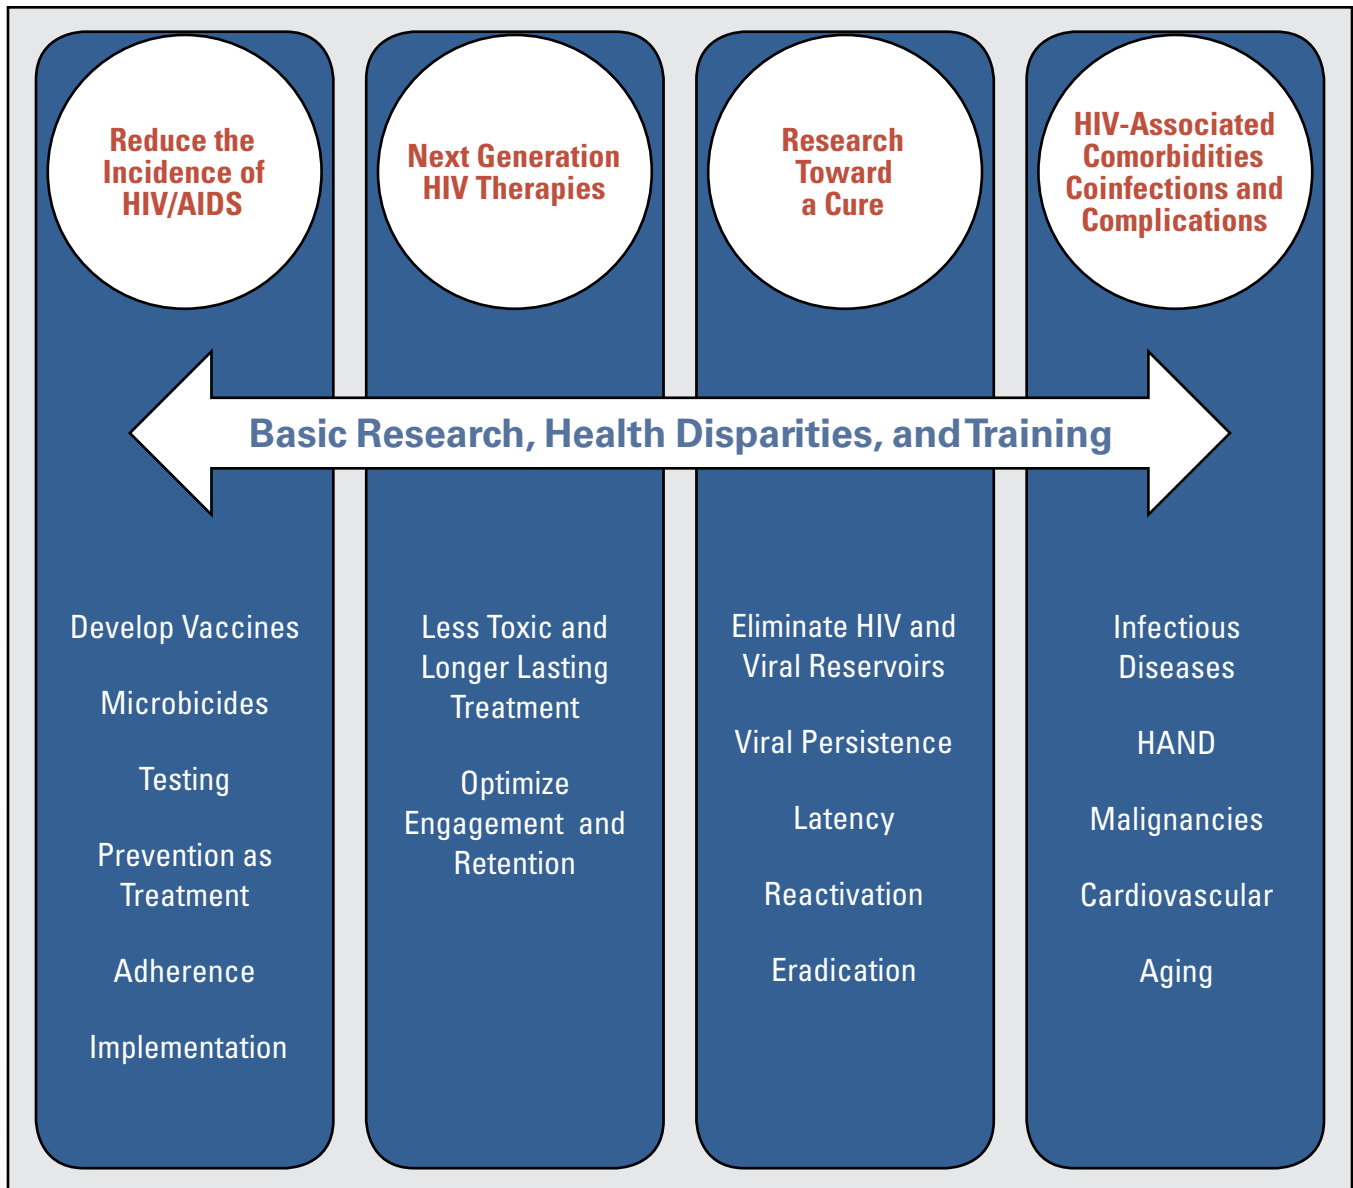 Reduce the
Incidence of
HIV/AIDS
Next Generation
HIV Therapies
Research
Toward
a Cure
HIV-Associated
Comorbidities
Coinfections and
Complications
Basic Research, Health Disparities, and Training
Develop Vaccines
Microbicides
Testing
Prevention as
Treatment
Adherence
Implementation
Less Toxic and
Longer Lasting
Treatment
Optimize
Engagement and
Retention
Eliminate HIV and
Viral Reservoirs
Viral Persistence
Latency
Reactivation
Eradication
Infectious
Diseases
HAND
Malignancies
Cardiovascular
Aging